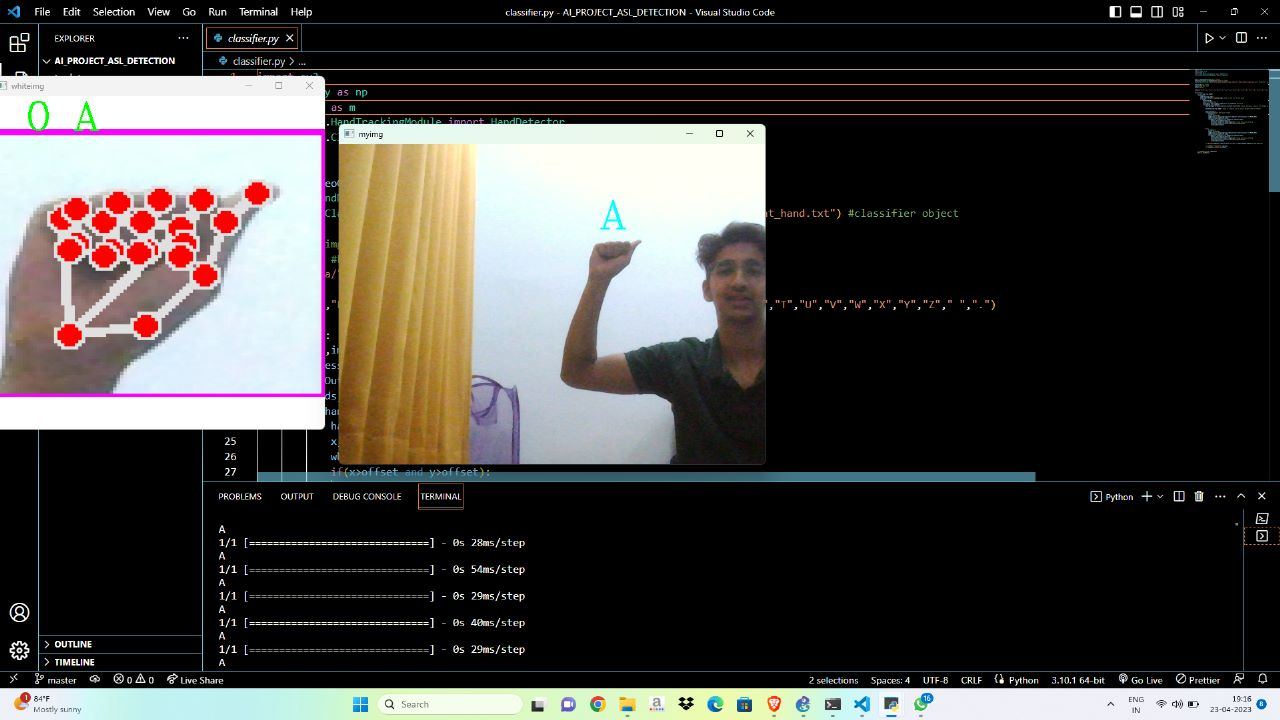 File Edit Selection View Go Run Terminal Help
classifier.py - AI_PROJECT_ASL_DETECTION - Visual Studio Code
EXPLORER
AI_PROJECT_ASL_DETECTION
classifier.py
classifier.py > ...
1
y as np
as m
.HandTrackingModule import HandDetector
t_hand.txt") #classifier object
,"T","U","V","W","X","Y","Z"," ",".")
25
26
27 if(x>offset and y>offset):
whiteimg
O A
myimg
A
PROBLEMS OUTPUT DEBUG CONSOLE TERMINAL
Python
A
1/1 [==============================] - 0s 28ms/step
A
1/1 [==============================] - 0s 54ms/step
A
1/1 [==============================] - 0s 29ms/step
A
1/1 [==============================] - 0s 40ms/step
A
1/1 [==============================] - 0s 29ms/step
A
OUTLINE
TIMELINE
master 0 0 Live Share
2 selections Spaces: 4 UTF-8 CRLF Python 3.10.1 64-bit Go Live Prettier
1
84°F
Mostly sunny
Search
16
ENG
IN
19:16
23-04-2023
8